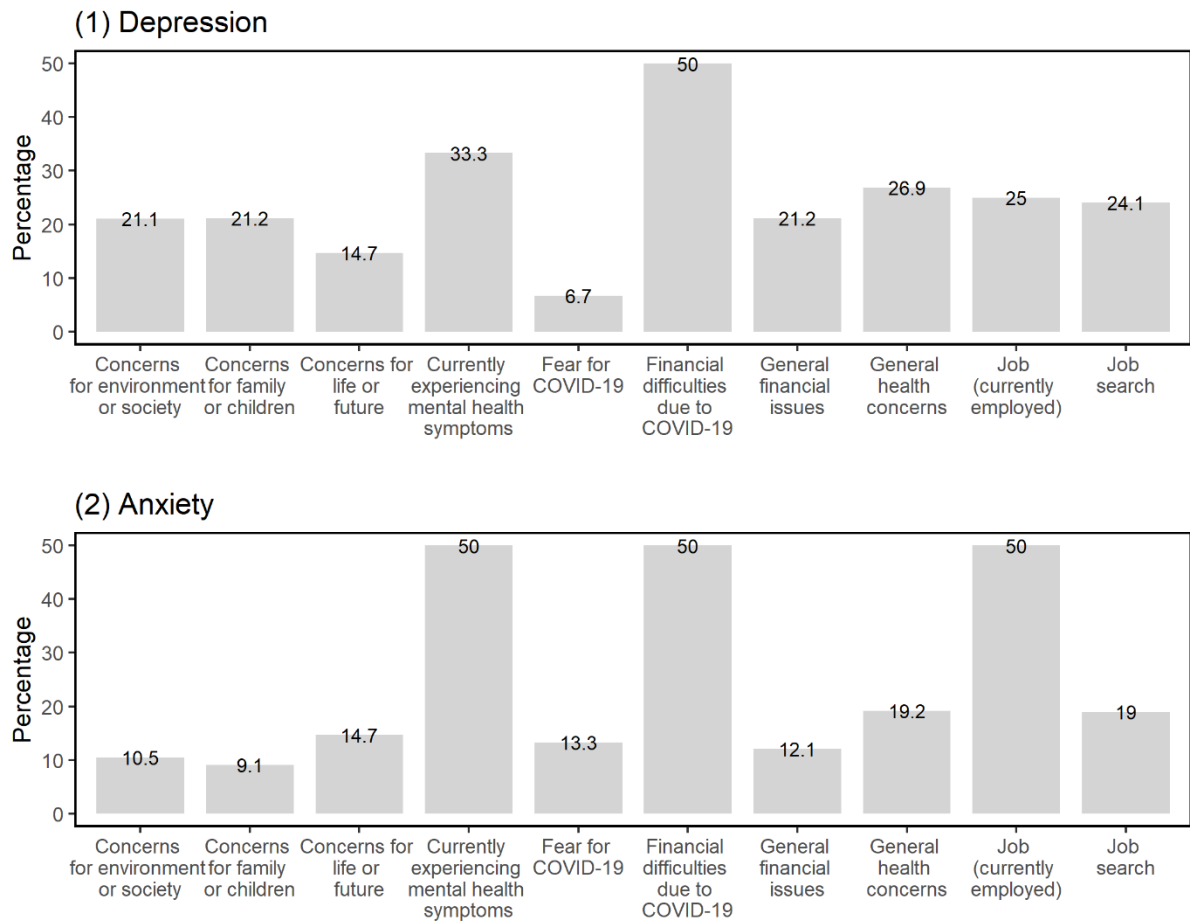 (1) Depression
Percentage
50
40
30
20
10
0
21.1
21.2
14.7
33.3
6.7
50
21.2
26.9
25
24.1
Concerns
for environment
or society
Concerns
for family
or children
Concerns for
life or
future
Currently
experiencing
mental health
symptoms
Fear for
COVID-19
Financial
difficulties
due to
COVID-19
General
financial
issues
General
health
concerns
Job
(currently
employed)
Job
search
(2) Anxiety
Percentage
50
40
30
20
10
0
10.5
9.1
14.7
50
13.3
50
12.1
19.2
50
19
Concerns
for environment
or society
Concerns
for family
or children
Concerns for
life or
future
Currently
experiencing
mental health
symptoms
Fear for
COVID-19
Financial
difficulties
due to
COVID-19
General
financial
issues
General
health
concerns
Job
(currently
employed)
Job
search